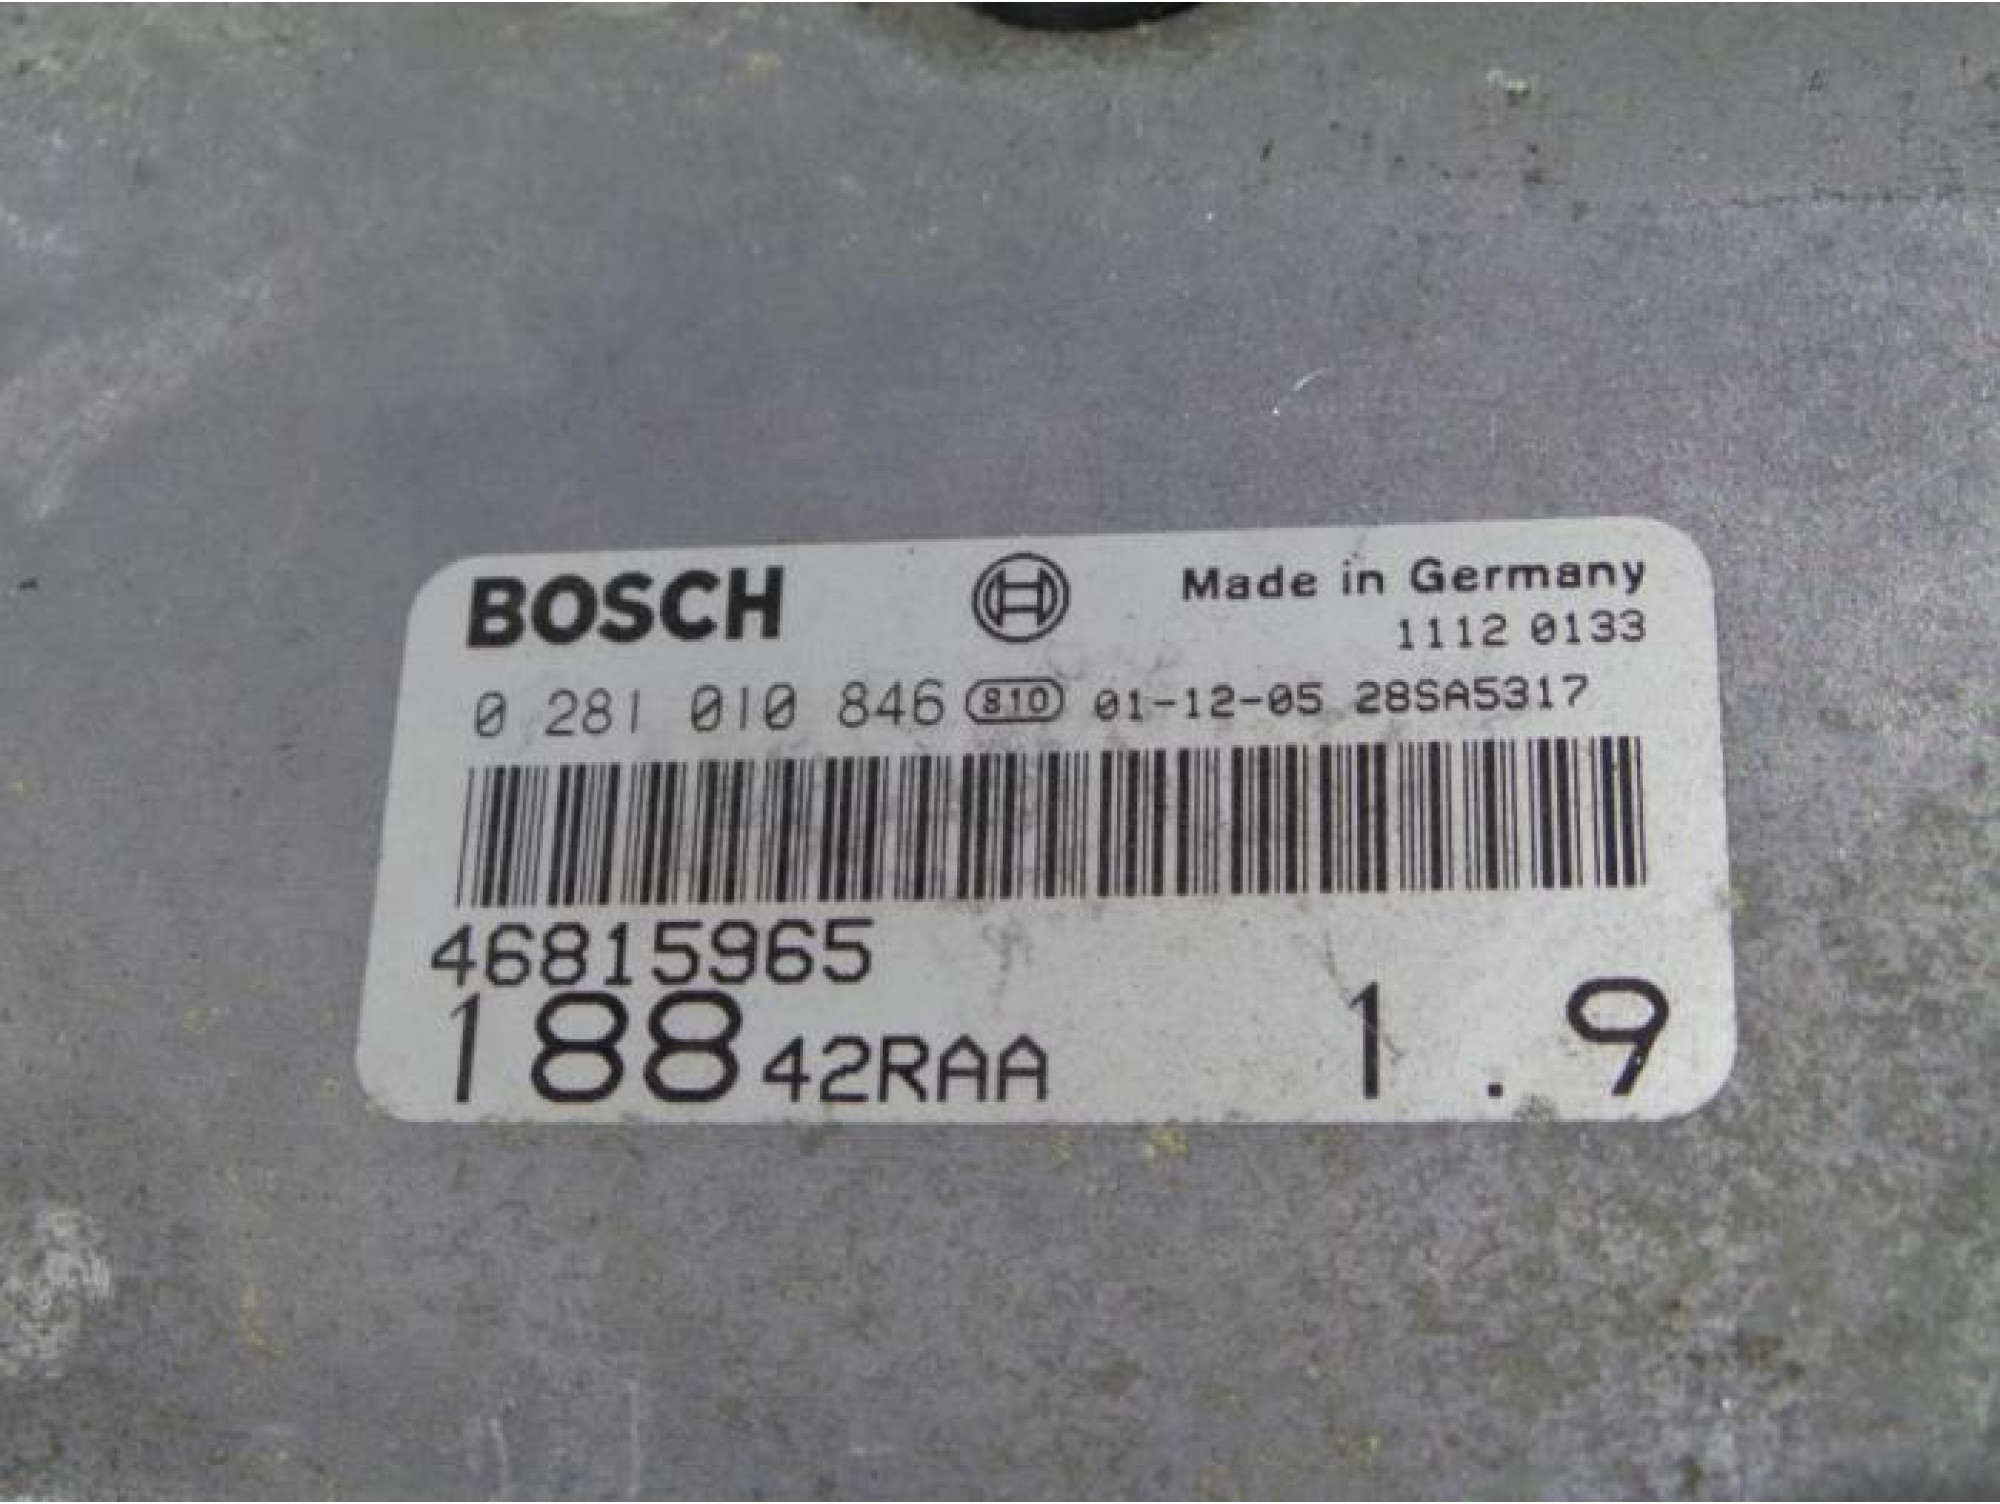 BOSCH Made in Germany
1112 0133
0 281 010 846 810 01-12-05 28SA5317
46815965
188 42RAA 1.9